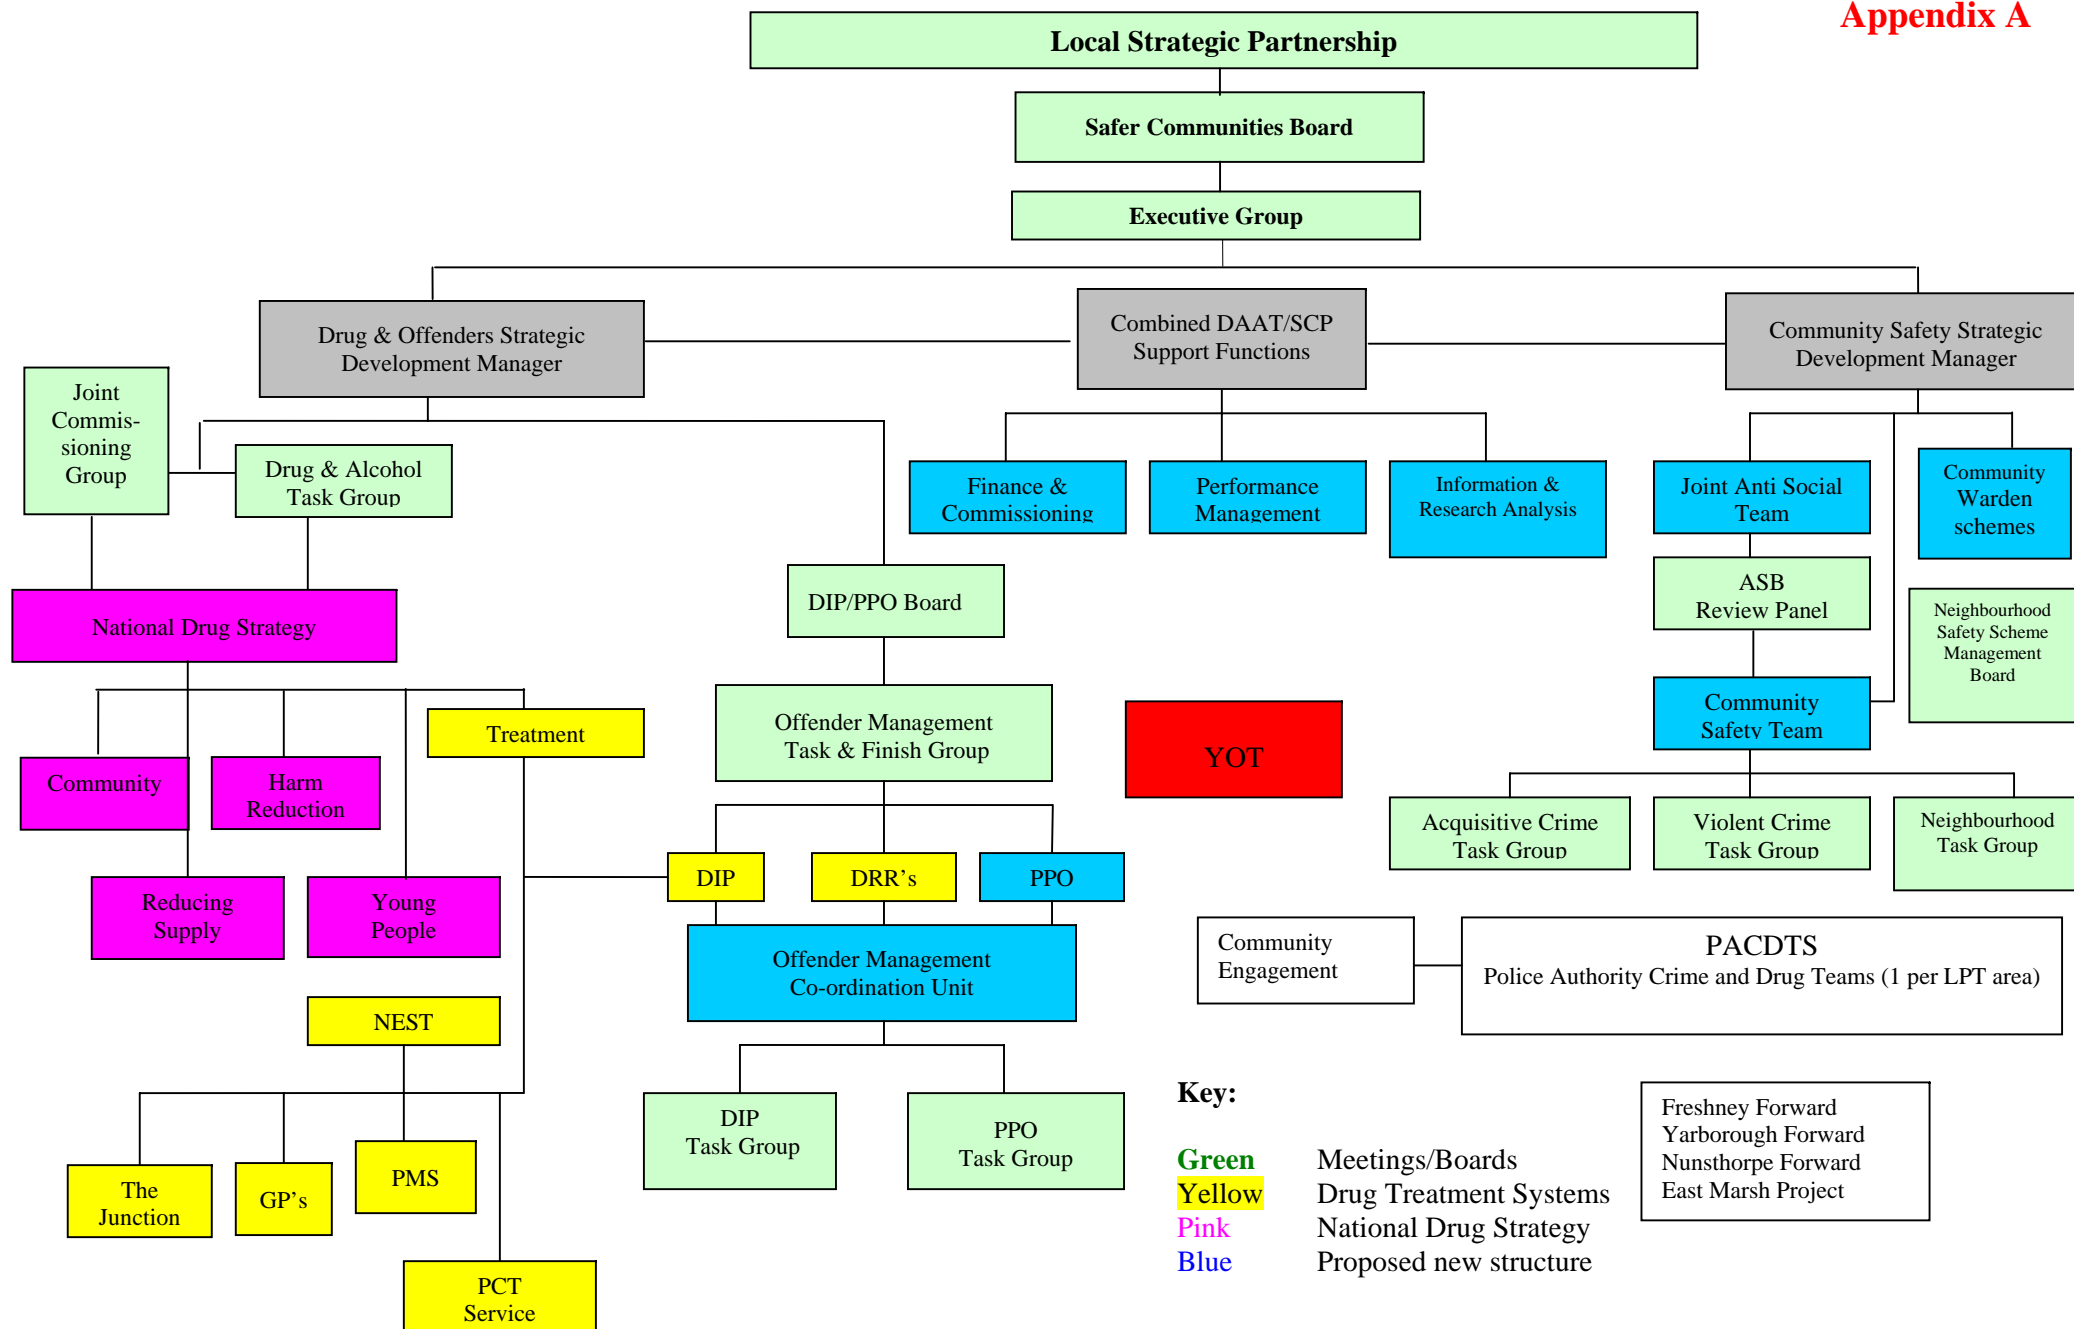 Appendix A
Local Strategic Partnership
Safer Communities Board
Executive Group
Drug & Offenders Strategic
Development Manager
Combined DAAT/SCP
Support Functions
Community Safety Strategic
Development Manager
Joint
Commis-
sioning
Group
Drug & Alcohol
Task Group
Finance &
Commissioning
Performance
Management
Information &
Research Analysis
Joint Anti Social
Team
Community
Warden
schemes
National Drug Strategy
DIP/PPO Board
ASB
Review Panel
Neighbourhood
Safety Scheme
Management
Board
Treatment
Offender Management
Task & Finish Group
YOT
Community
Safety Team
Community
Harm
Reduction
Acquisitive Crime
Task Group
Violent Crime
Task Group
Neighbourhood
Task Group
Reducing
Supply
Young
People
DIP
DRR's
PPO
Offender Management
Co-ordination Unit
Community
Engagement
PACDTS
Police Authority Crime and Drug Teams (1 per LPT area)
NEST
The
Junction
GP's
PMS
PCT
Service
DIP
Task Group
PPO
Task Group
Key:
Green Meetings/Boards
Yellow Drug Treatment Systems
Pink National Drug Strategy
Blue Proposed new structure
Freshney Forward
Yarborough Forward
Nunsthorpe Forward
East Marsh Project